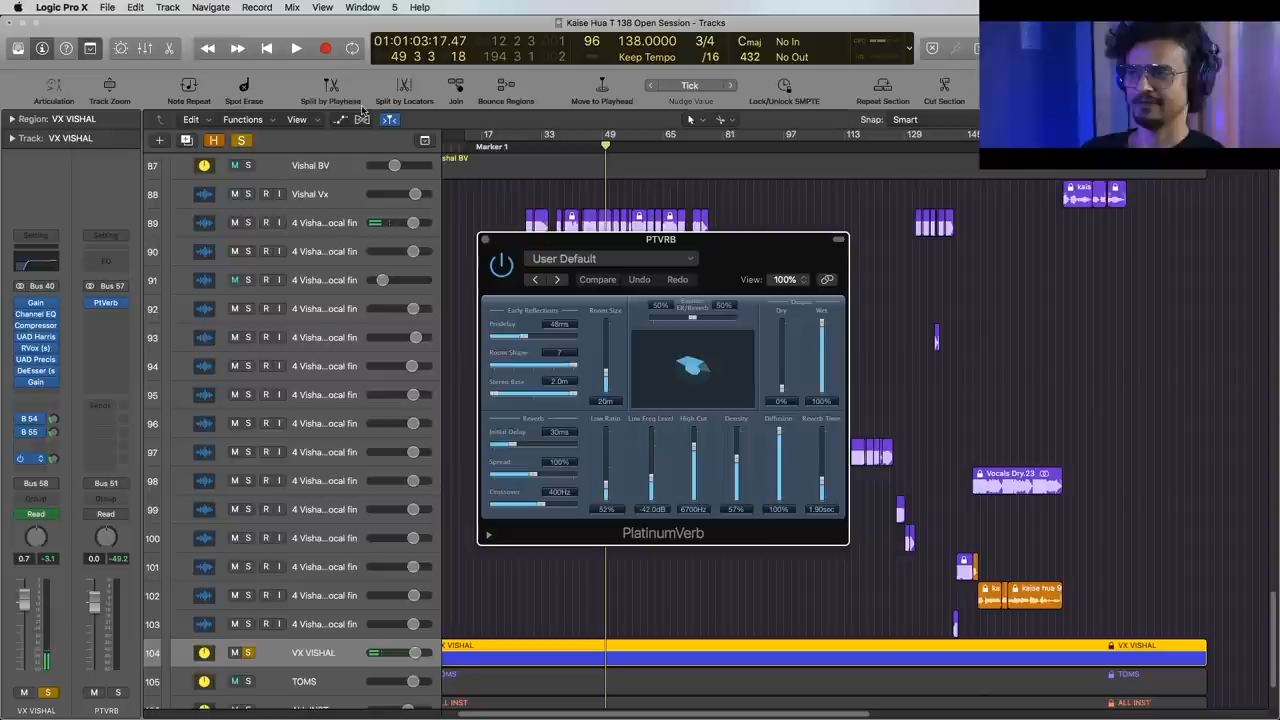 Logic Pro X File Edit Track Navigate Record Mix View Window 5 Help
Kaise Hua T 138 Open Session - Tracks
01:01:03:17.47 12 2 3 1 96 138.0000 3/4 Cmaj No In
49 3 3 18 194 1 1 2 Keep Tempo /16 432 No Out
Articulation Track Zoom Note Repeat Spot Erase Split by Playhead Split by Locators Join Bounce Regions Move to Playhead Tick Nudge Value Lock/Unlock SMPTE Repeat Section Cut Section
Region: VX VISHAL Edit Functions View Snap: Smart
Track: VX VISHAL H S 17 33 49 65 81 97 113 129 145
Marker 1
87 M S Vishal BV shal BV
88 M S R I Vishal Vx kais
89 M S R I 4 Visha...ocal fin
90 M S R I 4 Visha...ocal fin
91 M S R I 4 Visha...ocal fin
92 M S R I 4 Visha...ocal fin
93 M S R I 4 Visha...ocal fin
94 M S R I 4 Visha...ocal fin
95 M S R I 4 Visha...ocal fin
96 M S R I 4 Visha...ocal fin
97 M S R I 4 Visha...ocal fin
98 M S R I 4 Visha...ocal fin Vocals Dry.23
99 M S R I 4 Visha...ocal fin
100 M S R I 4 Visha...ocal fin
101 M S R I 4 Visha...ocal fin
102 M S R I 4 Visha...ocal fin ka kaise hua 9
103 M S R I 4 Visha...ocal fin
104 M S VX VISHAL X VISHAL VX VISHAL
105 M S TOMS OMS TOMS
LL INST ALL INST
Setting Setting
EQ
Bus 40 Bus 57
Gain PtVerb
Channel EQ
Compressor
UAD Harris
RVox (s)
UAD Precis
DeEsser (s
Gain
B 54
B 55
Bus 58 Bus 51
Group Group
Read Read
0.7 -3.1 0.0 -49.2
M S M S
VX VISHAL PTVRB
PTVRB
User Default
Compare Undo Redo View: 100%
Early Reflections Room Size Balance ER/Reverb 50% 50% Output Dry Wet
Predelay 48ms
Room Shape 7
Stereo Base 2.0m
20m 0% 100%
Reverb Low Ratio Low Freq Level High Cut Density Diffusion Reverb Time
Initial Delay 30ms
Spread 100%
Crossover 400Hz
52% -42.0dB 6700Hz 57% 100% 1.90sec
PlatinumVerb